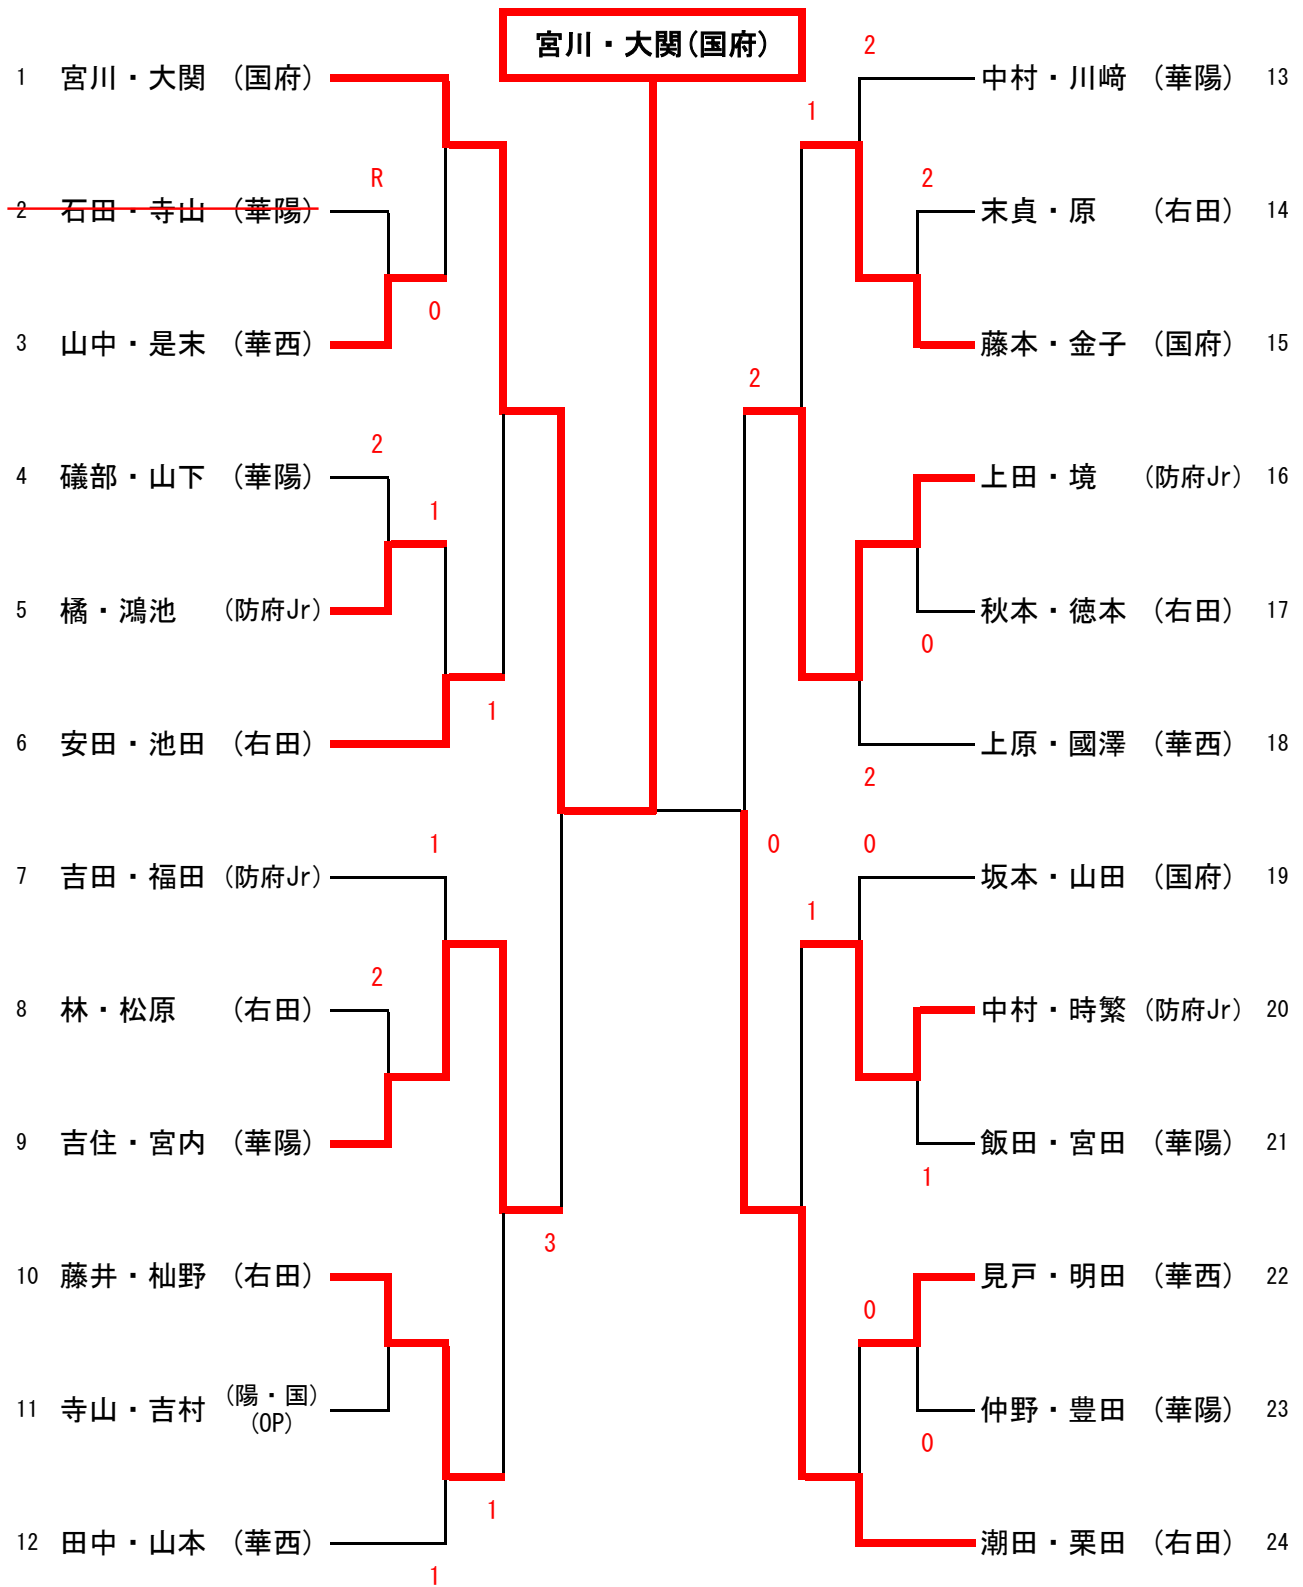 宮川・大関(国府)
1 宮川・大関 (国府)
R
2 石田・寺山 (華陽)
0
3 山中・是末 (華西)
2
4 礒部・山下 (華陽)
1
5 橘・鴻池 (防府Jr)
1
6 安田・池田 (右田)
1
7 吉田・福田 (防府Jr)
2
8 林・松原 (右田)
9 吉住・宮内 (華陽)
3
10 藤井・杣野 (右田)
11 寺山・吉村 (陽・国)
(OP)
1
12 田中・山本 (華西)
1
2
中村・川﨑 (華陽) 13
1
2
末貞・原 (右田) 14
藤本・金子 (国府) 15
2
上田・境 (防府Jr) 16
秋本・徳本 (右田) 17
0
上原・國澤 (華西) 18
2
0 0
坂本・山田 (国府) 19
1
中村・時繁 (防府Jr) 20
飯田・宮田 (華陽) 21
1
見戸・明田 (華西) 22
0
仲野・豊田 (華陽) 23
0
潮田・栗田 (右田) 24